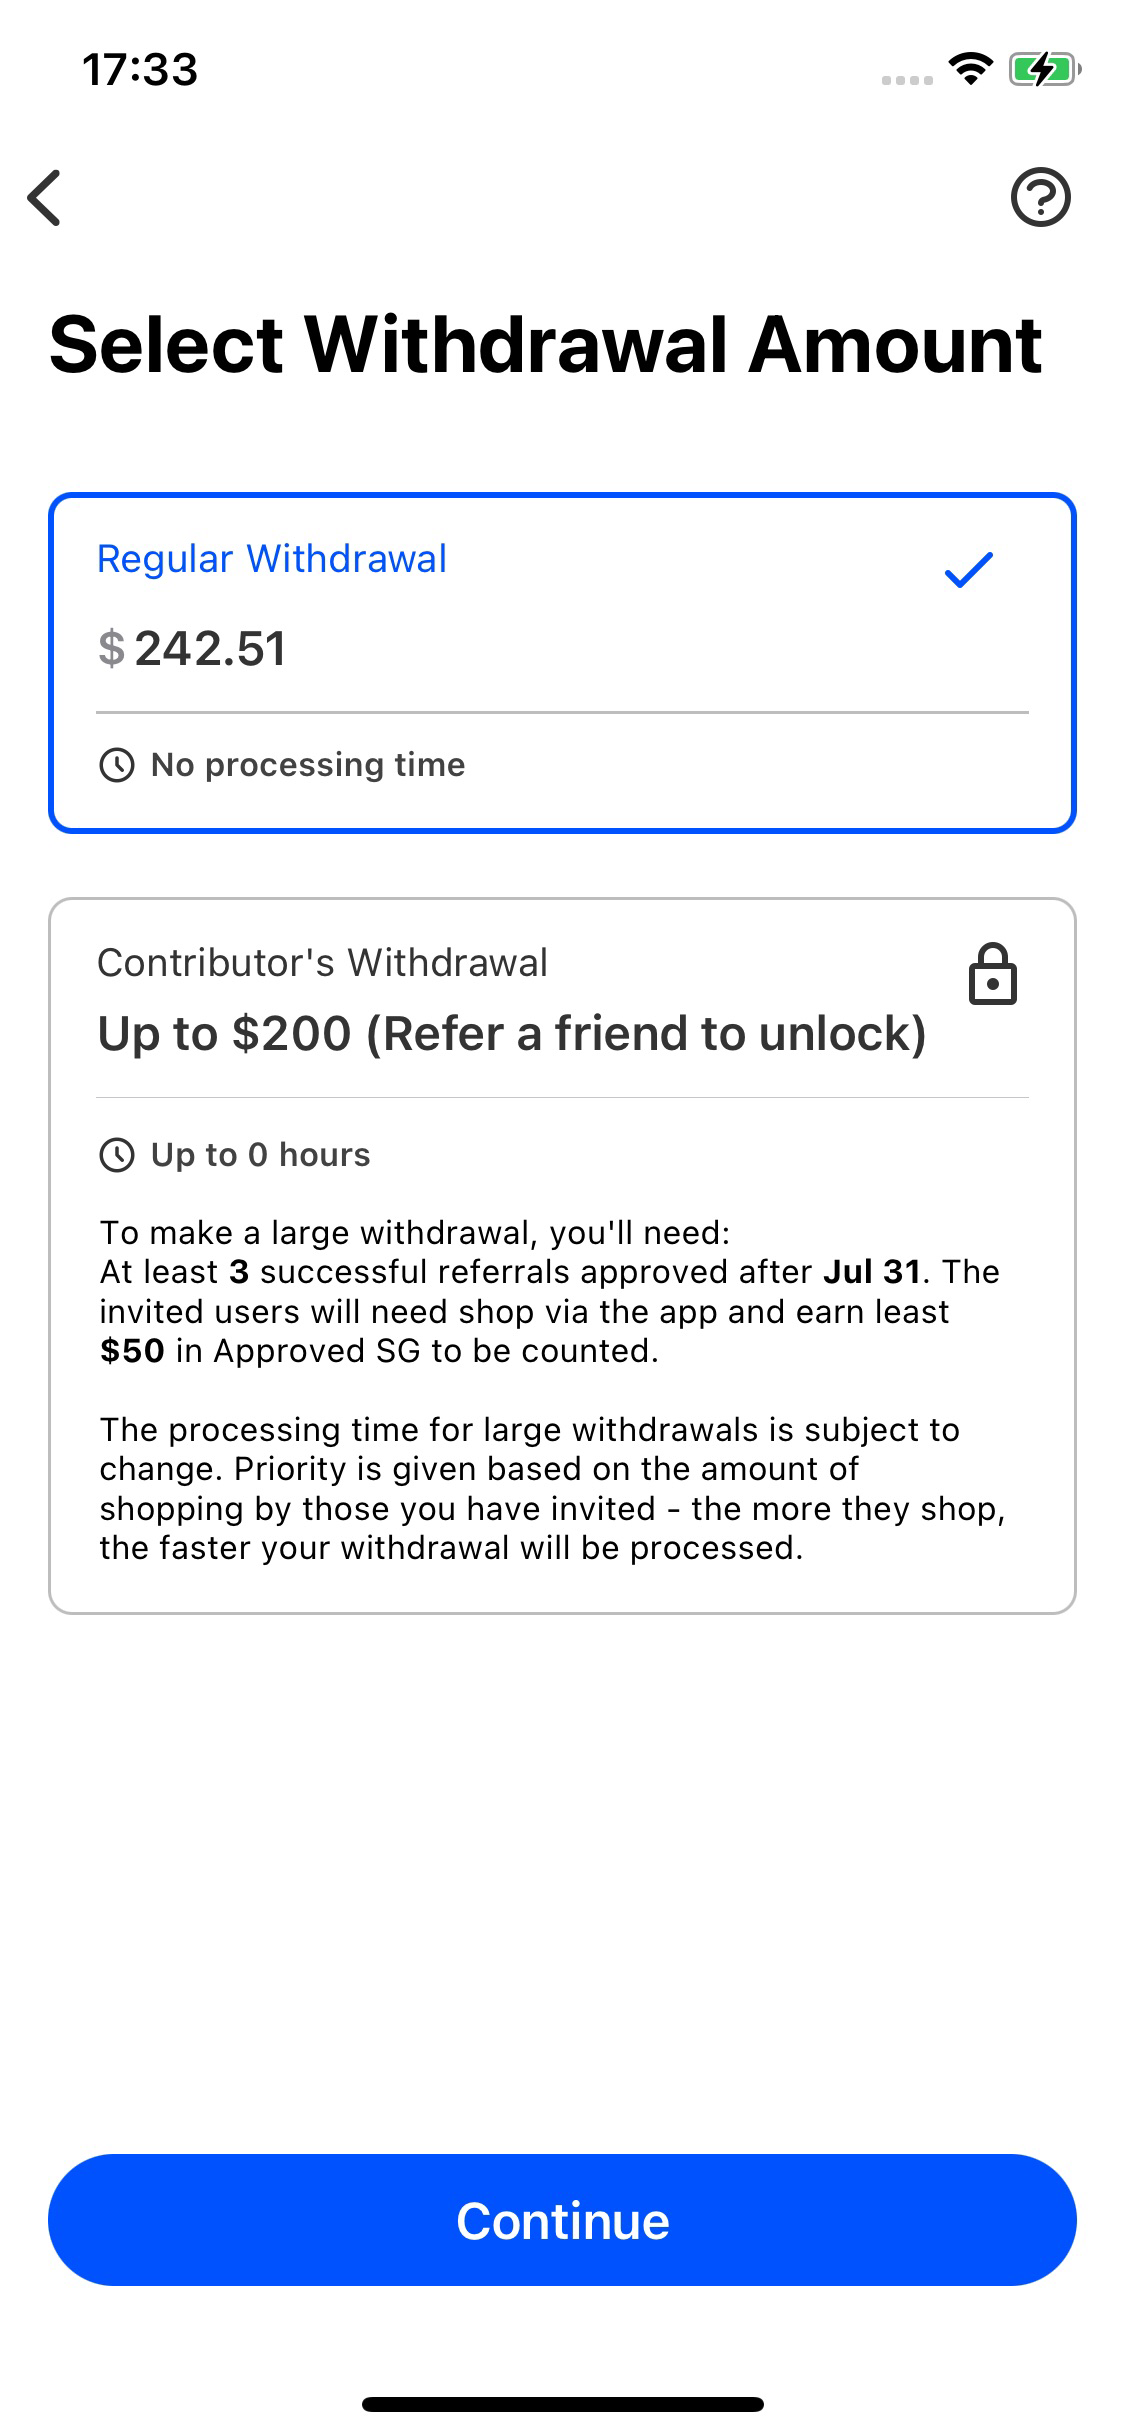 17:33
Select Withdrawal Amount
Regular Withdrawal
$ 242.51
No processing time
Contributor's Withdrawal
Up to $200 (Refer a friend to unlock)
Up to 0 hours
To make a large withdrawal, you'll need:
At least 3 successful referrals approved after Jul 31. The
invited users will need shop via the app and earn least
$50 in Approved SG to be counted.
The processing time for large withdrawals is subject to
change. Priority is given based on the amount of
shopping by those you have invited - the more they shop,
the faster your withdrawal will be processed.
Continue